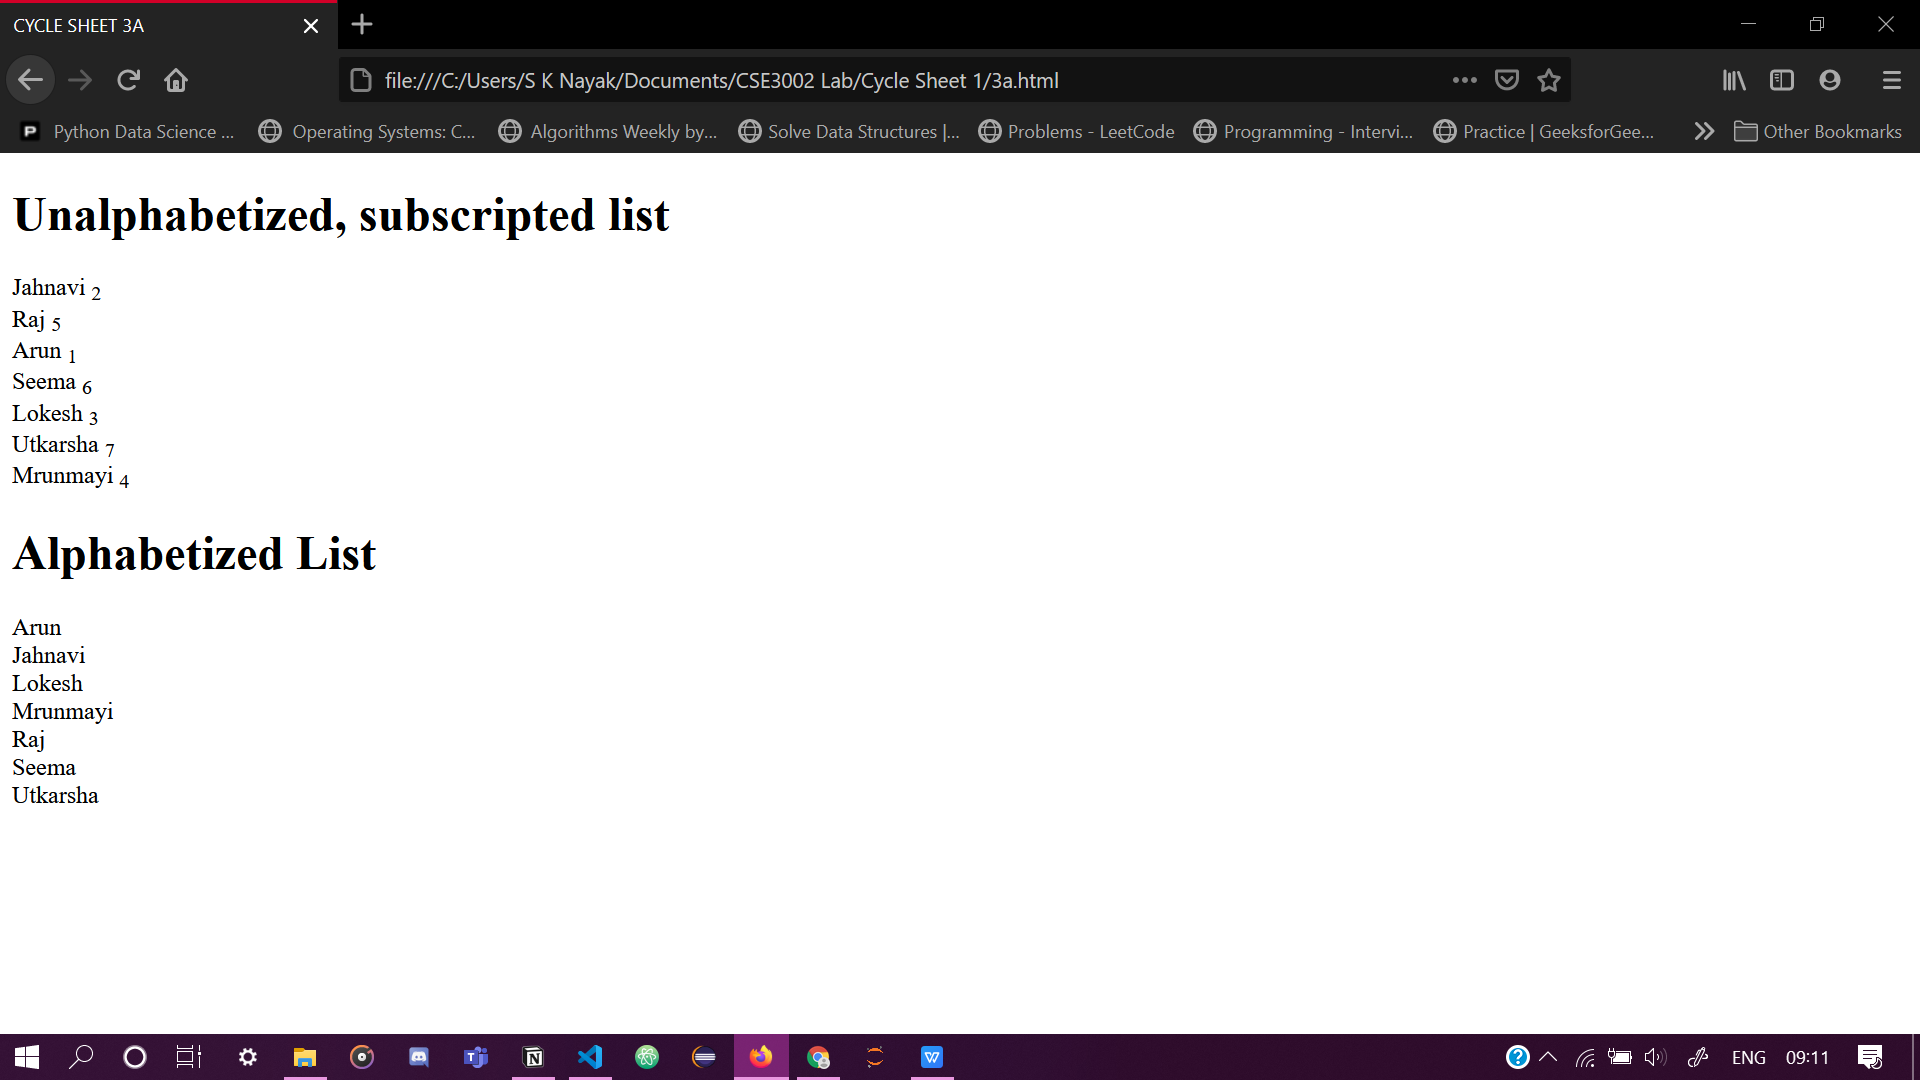 CYCLE SHEET 3A
file:///C:/Users/S K Nayak/Documents/CSE3002 Lab/Cycle Sheet 1/3a.html
Python Data Science ... Operating Systems: C... Algorithms Weekly by... Solve Data Structures |... Problems - LeetCode Programming - Intervi... Practice | GeeksforGee... Other Bookmarks
Unalphabetized, subscripted list
Jahnavi 2
Raj 5
Arun 1
Seema 6
Lokesh 3
Utkarsha 7
Mrunmayi 4
Alphabetized List
Arun
Jahnavi
Lokesh
Mrunmayi
Raj
Seema
Utkarsha
ENG 09:11